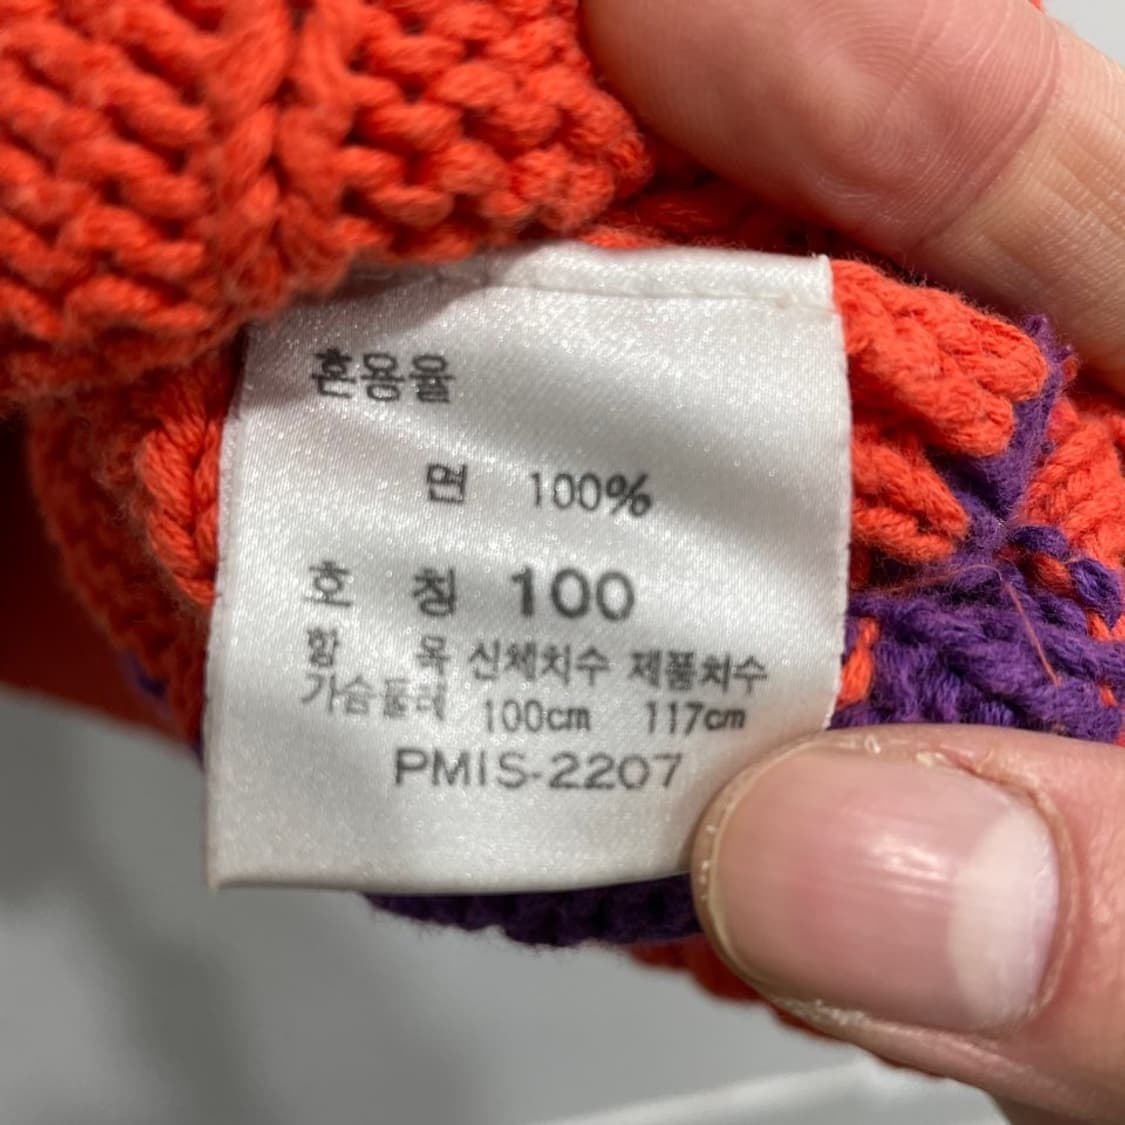 혼용율
면 100%
호 칭 100
항 목 신체치수 제품치수
가슴둘레 100cm 117cm
PMIS-2207